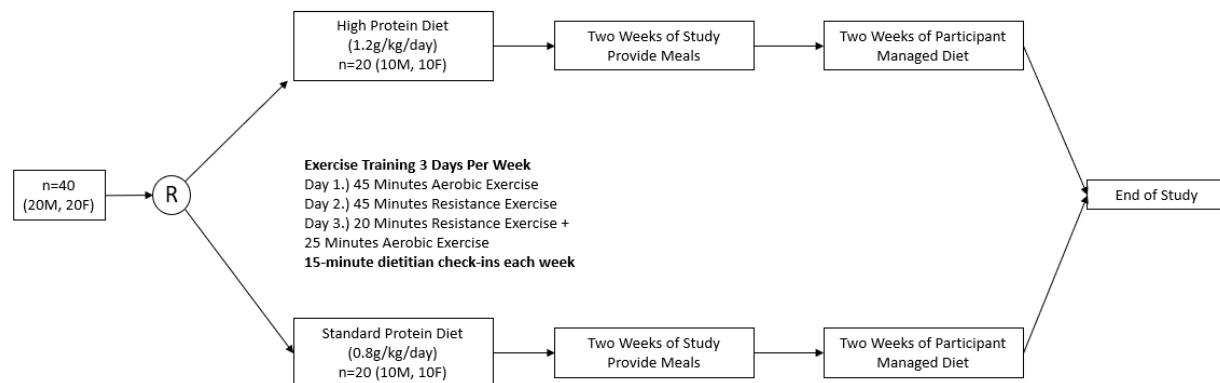 n=40
(20M, 20F)
R
High Protein Diet
(1.2g/kg/day)
n=20 (10M, 10F)
Two Weeks of Study
Provide Meals
Two Weeks of Participant
Managed Diet
Exercise Training 3 Days Per Week
Day 1.) 45 Minutes Aerobic Exercise
Day 2.) 45 Minutes Resistance Exercise
Day 3.) 20 Minutes Resistance Exercise +
25 Minutes Aerobic Exercise
15-minute dietitian check-ins each week
Standard Protein Diet
(0.8g/kg/day)
n=20 (10M, 10F)
Two Weeks of Study
Provide Meals
Two Weeks of Participant
Managed Diet
End of Study